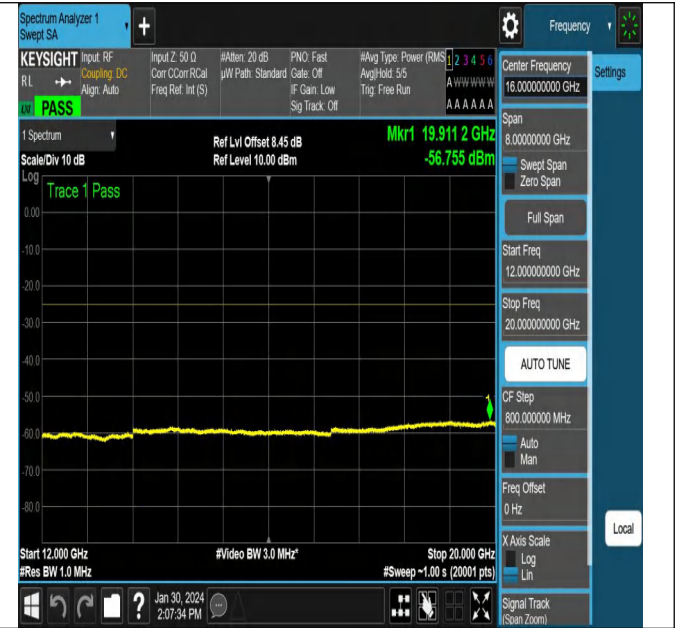 Spectrum Analyzer 1
Swept SA
+
Frequency
KEYSIGHT
RL
LXI
PASS
Input: RF
Coupling: DC
Align: Auto
Input Z: 50 Ω
Corr CCorr RCal
Freq Ref: Int (S)
#Atten: 20 dB
µW Path: Standard
PNO: Fast
Gate: Off
IF Gain: Low
Sig Track: Off
#Avg Type: Power (RMS
Avg|Hold: 5/5
Trig: Free Run
1 2 3 4 5 6
A W W W W W
A A A A A A
1 Spectrum
Scale/Div 10 dB
Log
Ref Lvl Offset 8.45 dB
Ref Level 10.00 dBm
Mkr1 19.911 2 GHz
-56.755 dBm
Trace 1 Pass
0.00
-10.0
-20.0
-30.0
-40.0
-50.0
-60.0
-70.0
-80.0
1
Start 12.000 GHz
#Res BW 1.0 MHz
#Video BW 3.0 MHz*
Stop 20.000 GHz
#Sweep ~1.00 s (20001 pts)
Center Frequency
16.000000000 GHz
Settings
Span
8.00000000 GHz
Swept Span
Zero Span
Full Span
Start Freq
12.000000000 GHz
Stop Freq
20.000000000 GHz
AUTO TUNE
CF Step
800.000000 MHz
Auto
Man
Freq Offset
0 Hz
X Axis Scale
Log
Lin
Local
Signal Track
(Span Zoom)
?
Jan 30, 2024
2:07:34 PM